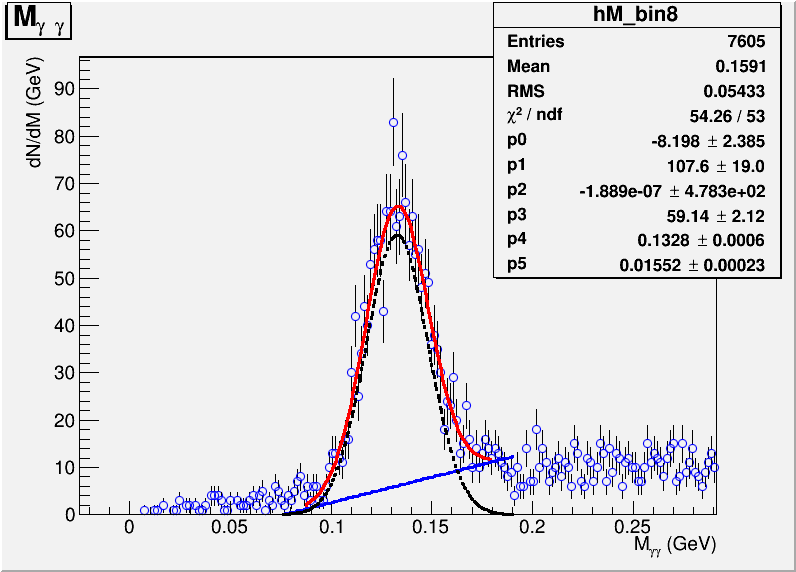 Mγ γ
hM_bin8
Entries 7605
Mean 0.1591
RMS 0.05433
χ² / ndf 54.26 / 53
p0 -8.198 ± 2.385
p1 107.6 ± 19.0
p2 -1.889e-07 ± 4.783e+02
p3 59.14 ± 2.12
p4 0.1328 ± 0.0006
p5 0.01552 ± 0.00023
dN/dM (GeV)
90
80
70
60
50
40
30
20
10
0
0 0.05 0.1 0.15 0.2 0.25
Mγγ (GeV)